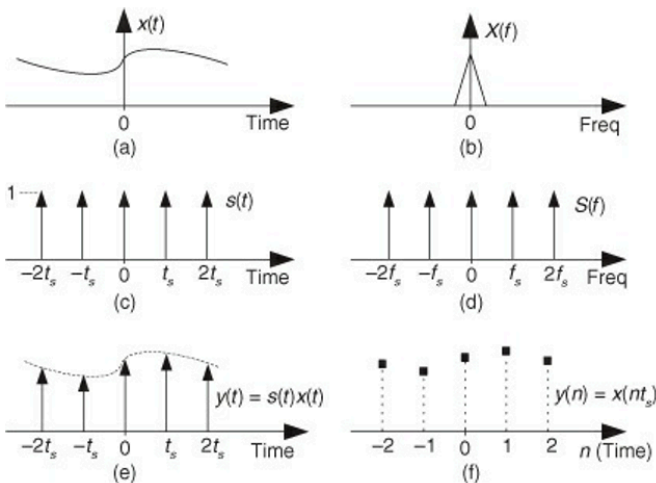 x(t)
0
Time
(a)
X(f)
0
Freq
(b)
1
s(t)
−2tₛ −tₛ 0 tₛ 2tₛ Time
(c)
S(f)
−2fₛ −fₛ 0 fₛ 2fₛ Freq
(d)
y(t) = s(t)x(t)
−2tₛ −tₛ 0 tₛ 2tₛ Time
(e)
y(n) = x(ntₛ)
−2 −1 0 1 2 n (Time)
(f)